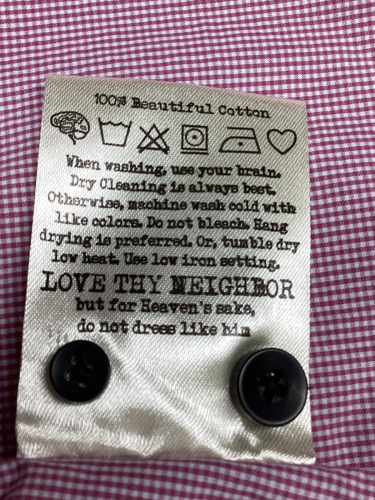 100% Beautiful Cotton
When washing, use your brain.
Dry Cleaning is always best.
Otherwise, machine wash cold with
like colors. Do not bleach. Hang
drying is preferred. Or, tumble dry
low heat. Use low iron setting.
LOVE THY NEIGHBOR
but for Heaven's sake,
do not dress like him